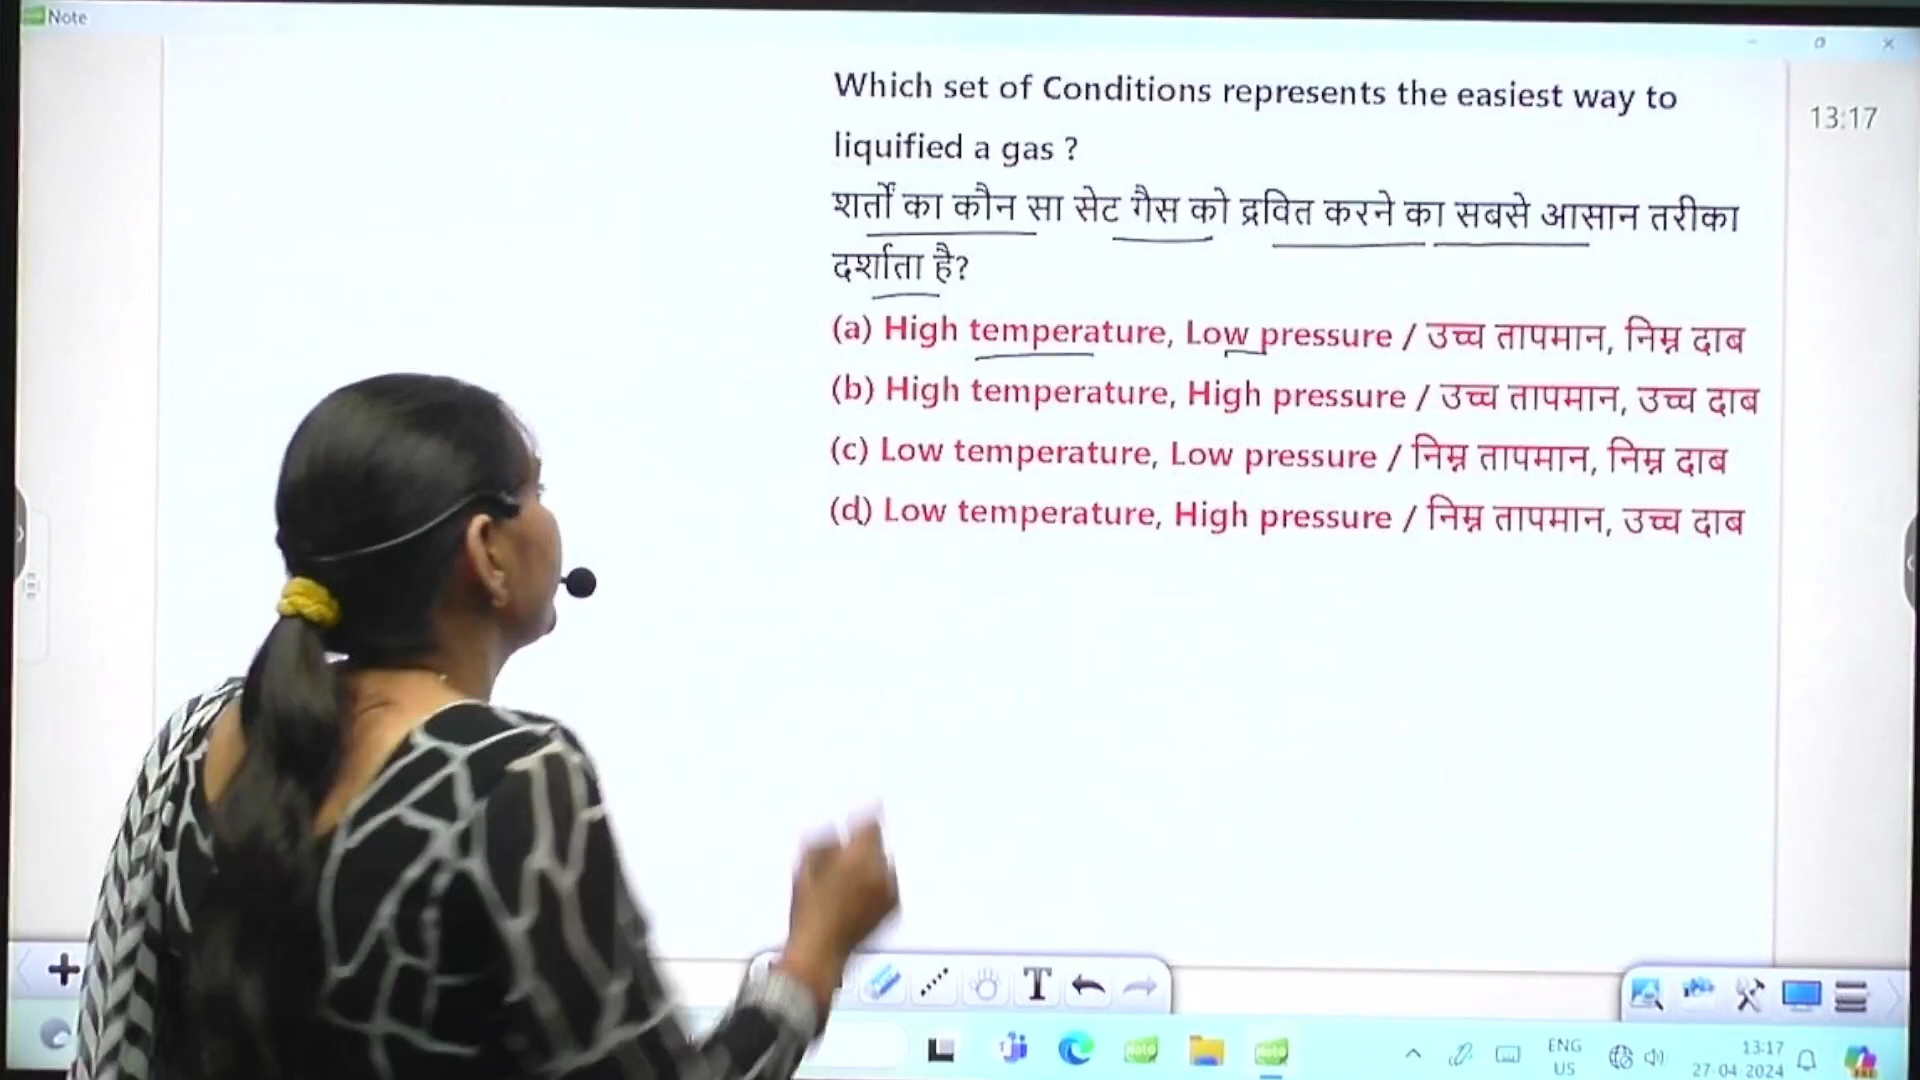 Note
Which set of Conditions represents the easiest way to
liquified a gas ?
शर्तों का कौन सा सेट गैस को द्रवित करने का सबसे आसान तरीका
दर्शाता है?
(a) High temperature, Low pressure / उच्च तापमान, निम्न दाब
(b) High temperature, High pressure / उच्च तापमान, उच्च दाब
(c) Low temperature, Low pressure / निम्न तापमान, निम्न दाब
(d) Low temperature, High pressure / निम्न तापमान, उच्च दाब
13:17
T
ENG
US
13:17
27-04-2024